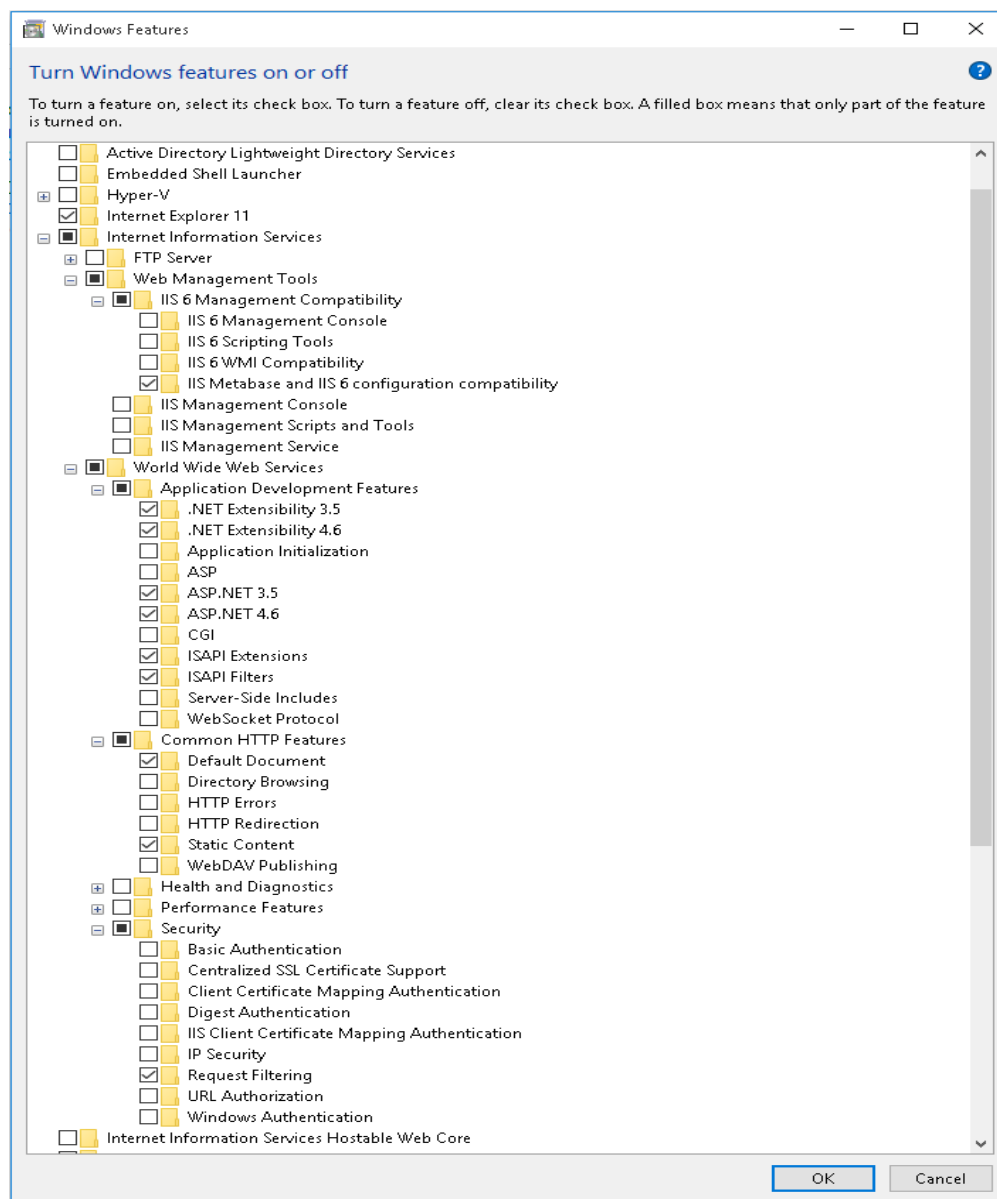 Windows Features
Turn Windows features on or off
To turn a feature on, select its check box. To turn a feature off, clear its check box. A filled box means that only part of the feature
is turned on.
Active Directory Lightweight Directory Services
Embedded Shell Launcher
Hyper-V
Internet Explorer 11
Internet Information Services
FTP Server
Web Management Tools
IIS 6 Management Compatibility
IIS 6 Management Console
IIS 6 Scripting Tools
IIS 6 WMI Compatibility
IIS Metabase and IIS 6 configuration compatibility
IIS Management Console
IIS Management Scripts and Tools
IIS Management Service
World Wide Web Services
Application Development Features
.NET Extensibility 3.5
.NET Extensibility 4.6
Application Initialization
ASP
ASP.NET 3.5
ASP.NET 4.6
CGI
ISAPI Extensions
ISAPI Filters
Server-Side Includes
WebSocket Protocol
Common HTTP Features
Default Document
Directory Browsing
HTTP Errors
HTTP Redirection
Static Content
WebDAV Publishing
Health and Diagnostics
Performance Features
Security
Basic Authentication
Centralized SSL Certificate Support
Client Certificate Mapping Authentication
Digest Authentication
IIS Client Certificate Mapping Authentication
IP Security
Request Filtering
URL Authorization
Windows Authentication
Internet Information Services Hostable Web Core
OK
Cancel